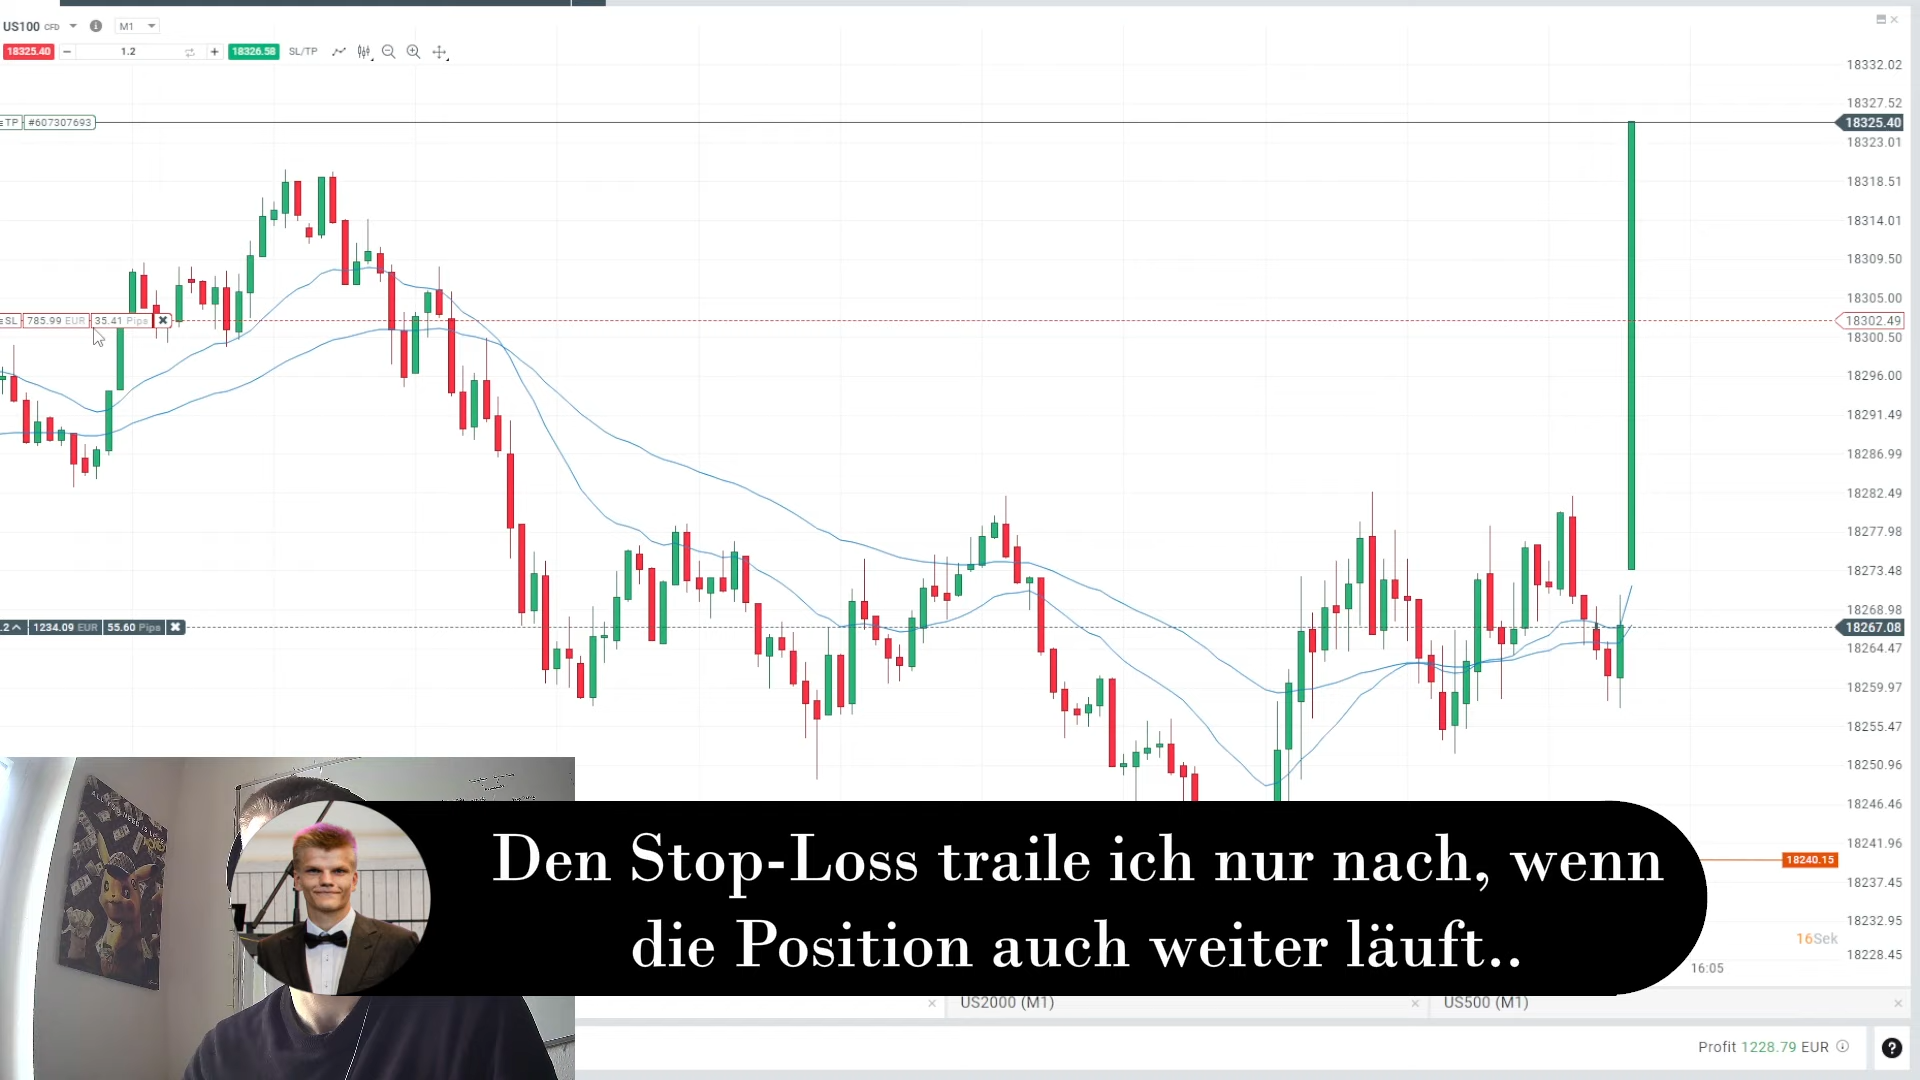 US100 CFD M1
18325.40 1.2 18326.58 SL/TP
18332.02
18327.52
TP #607307693
18325.40
18323.01
18318.51
18314.01
18309.50
18305.00
SL 785.99 EUR 35.41 Pips
18302.49
18300.50
18296.00
18291.49
18286.99
18282.49
18277.98
18273.48
18268.98
1234.09 EUR 55.60 Pips
18267.08
18264.47
18259.97
18255.47
18250.96
18246.46
18241.96
18240.15
18237.45
18232.95
16Sek
18228.45
16:05
Den Stop-Loss traile ich nur nach, wenn
die Position auch weiter läuft..
US2000 (M1) US500 (M1)
Profit 1228.79 EUR